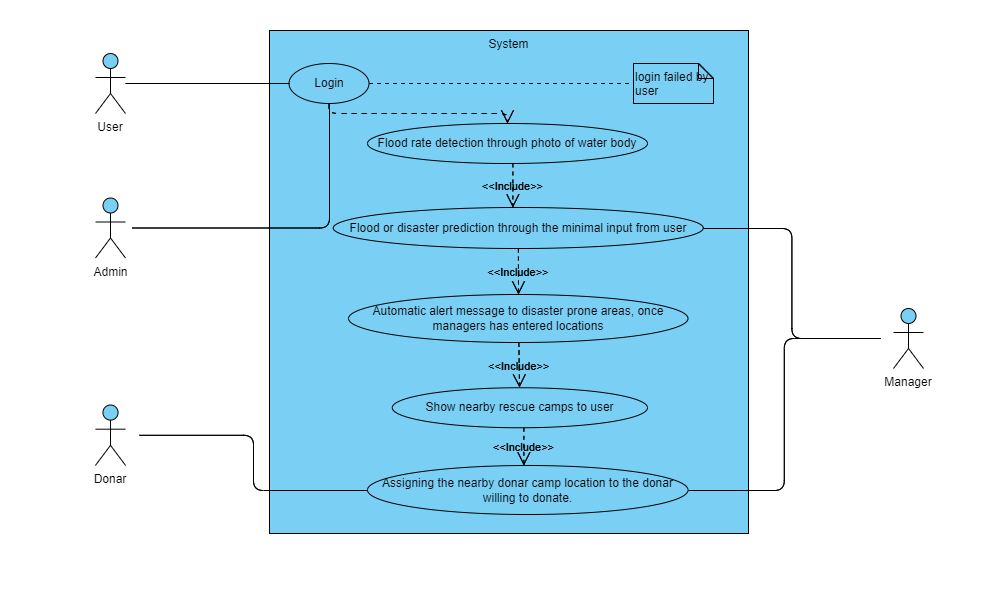 System
Login
login failed by
user
User
Flood rate detection through photo of water body
<<Include>>
Flood or disaster prediction through the minimal input from user
Admin
<<Include>>
Automatic alert message to disaster prone areas, once
managers has entered locations
<<Include>>
Manager
Show nearby rescue camps to user
<<Include>>
Donar
Assigning the nearby donar camp location to the donar
willing to donate.